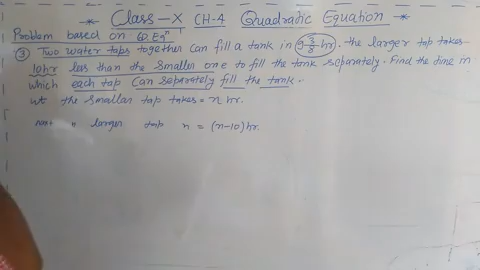 Class-X CH-4 Quadratic Equation
Problem based on Q.Eqⁿ
③ Two water taps together can fill a tank in 9 3/8 hr. the larger tap takes
10hr less than the smaller one to fill the tank separately. Find the time in
which each tap can separately fill the tank.
let the smaller tap takes = x hr.
" larger tap " = (x-10) hr.